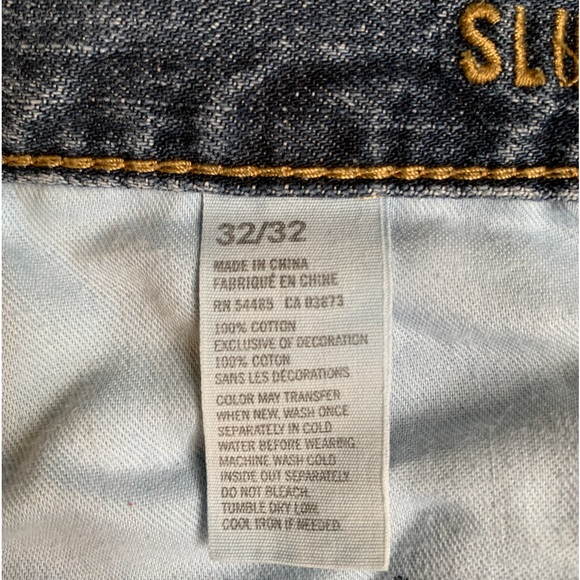 32/32
MADE IN CHINA
FABRIQUÉ EN CHINE
RN 54485 CA 03873
100% COTTON
EXCLUSIVE OF DECORATION
100% COTON
SANS LES DÉCORATIONS
COLOR MAY TRANSFER
WHEN NEW. WASH ONCE
SEPARATELY IN COLD
WATER BEFORE WEARING
MACHINE WASH COLD
INSIDE OUT SEPARATELY
DO NOT BLEACH.
TUMBLE DRY LOW.
COOL IRON IF NEEDED.